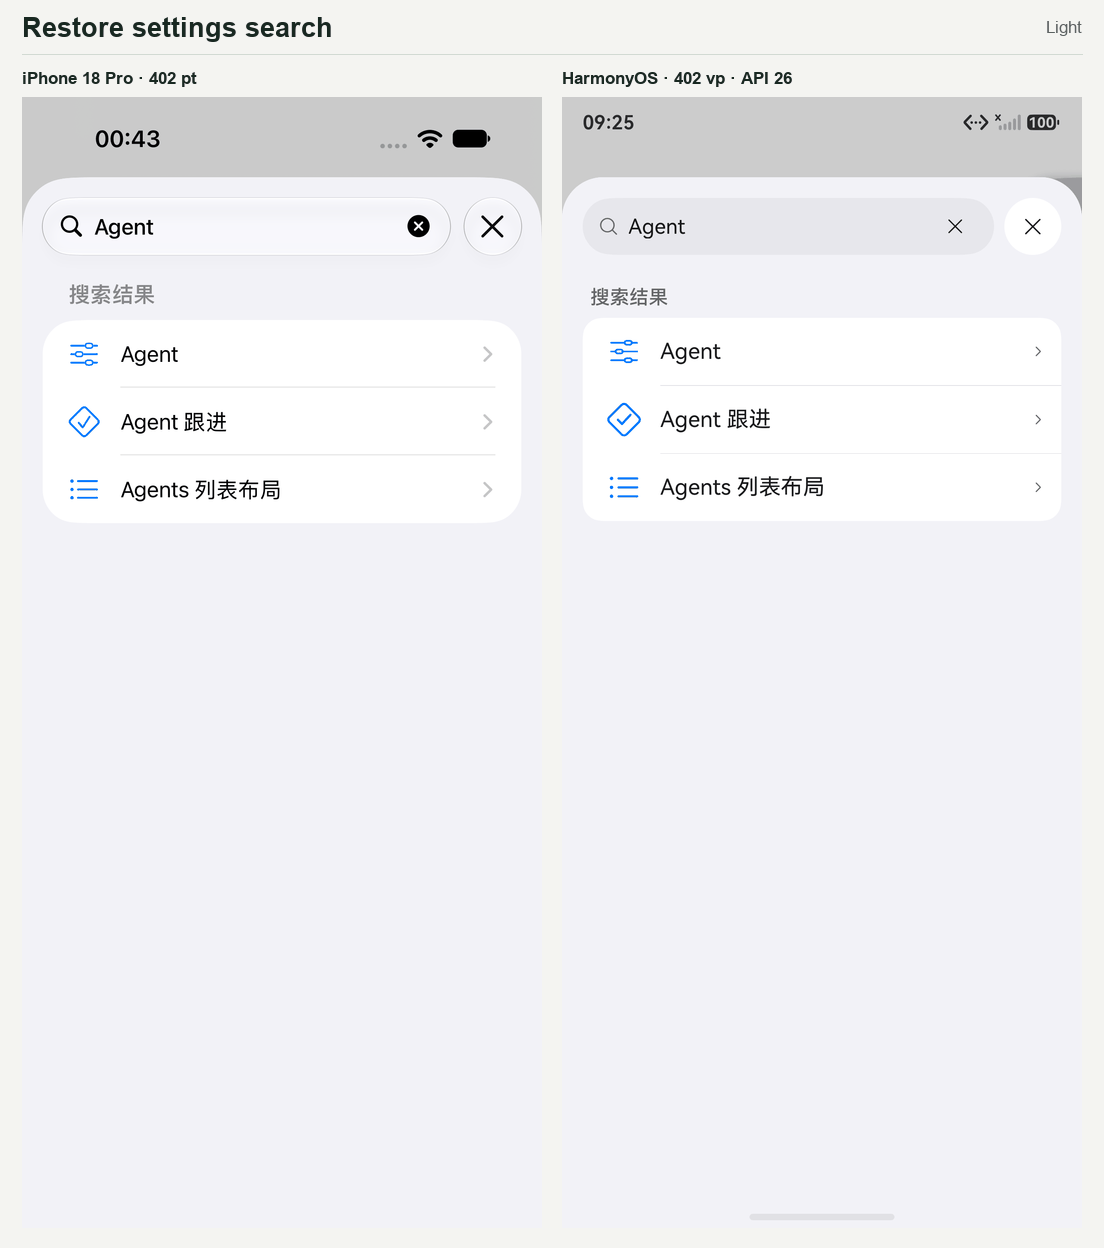 Restore settings search
Light
iPhone 18 Pro · 402 pt
00:43
Agent
搜索结果
Agent
Agent 跟进
Agents 列表布局
HarmonyOS · 402 vp · API 26
09:25
100
Agent
搜索结果
Agent
Agent 跟进
Agents 列表布局